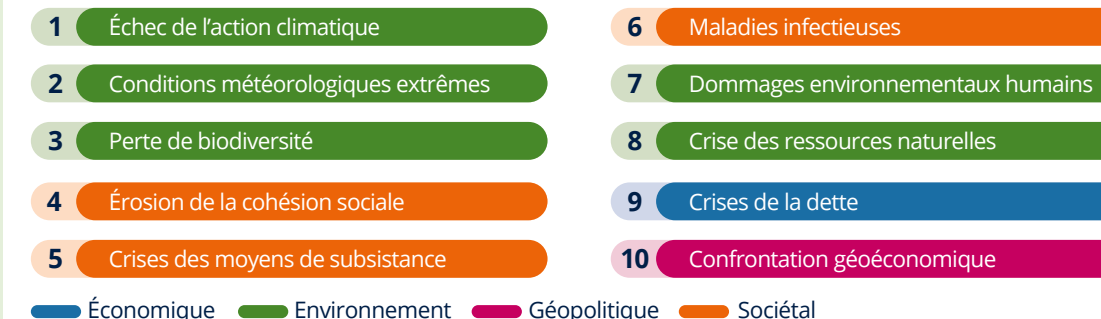 1 Échec de l’action climatique
2 Conditions météorologiques extrêmes
3 Perte de biodiversité
4 Érosion de la cohésion sociale
5 Crises des moyens de subsistance
6 Maladies infectieuses
7 Dommages environnementaux humains
8 Crise des ressources naturelles
9 Crises de la dette
10 Confrontation géoéconomique
Économique Environnement Géopolitique Sociétal